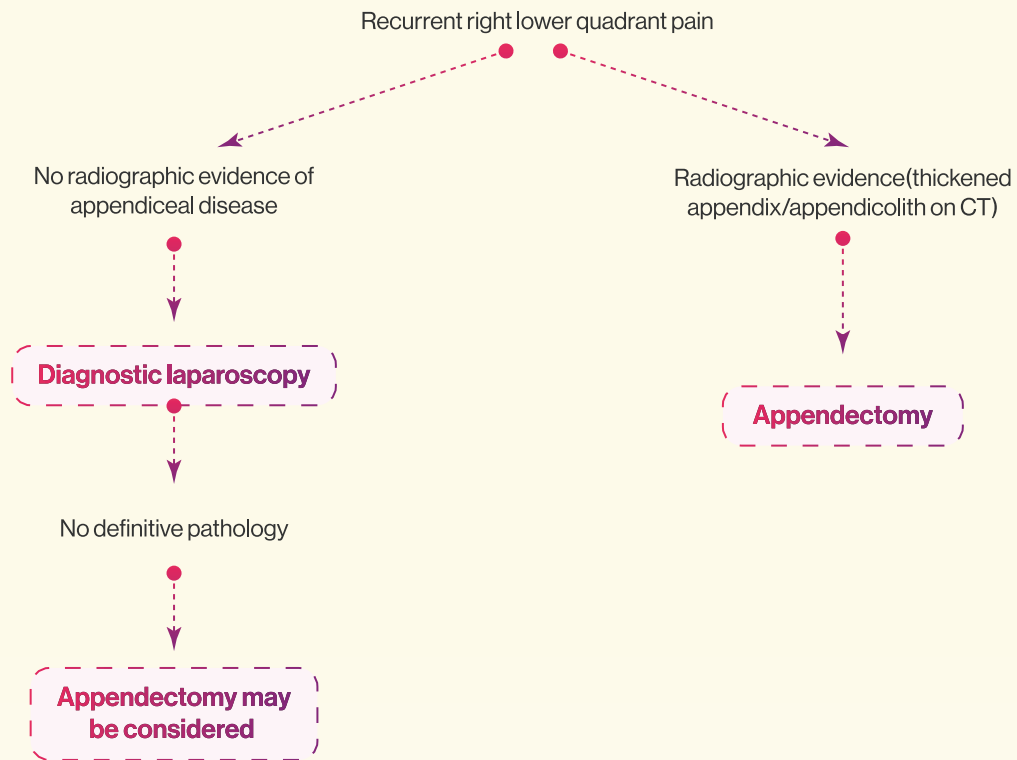 Recurrent right lower quadrant pain
No radiographic evidence of
appendiceal disease
Radiographic evidence(thickened
appendix/appendicolith on CT)
Diagnostic laparoscopy
Appendectomy
No definitive pathology
Appendectomy may
be considered